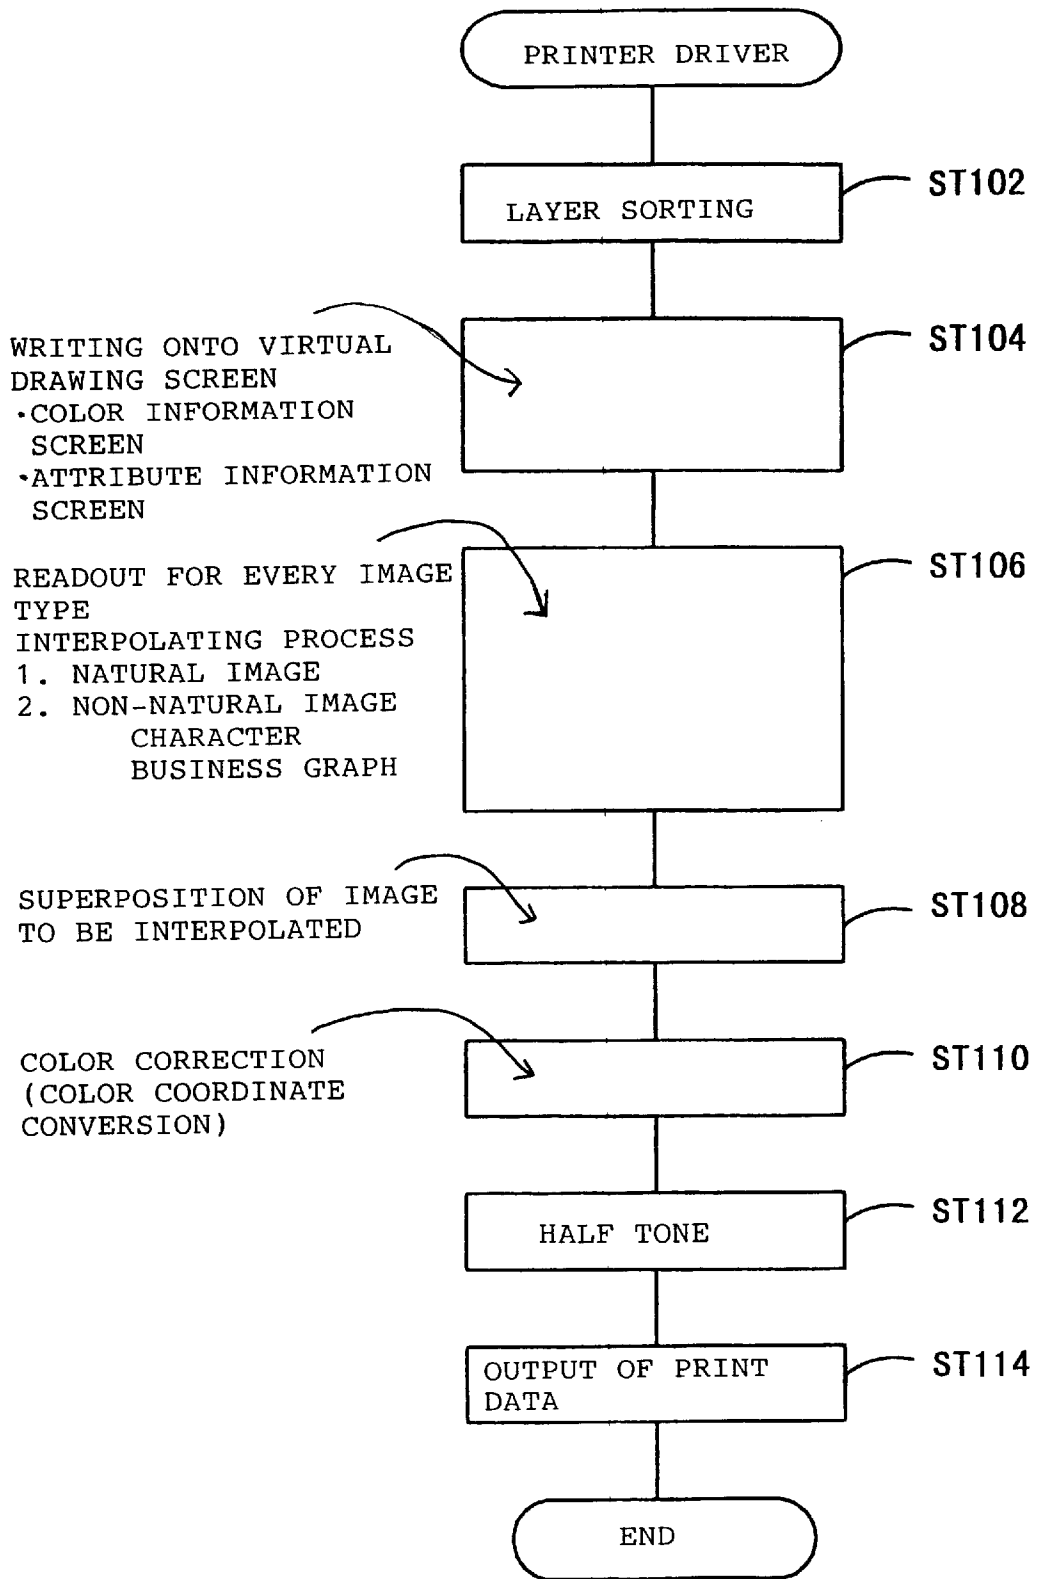 PRINTER DRIVER
ST102
LAYER SORTING
ST104
WRITING ONTO VIRTUAL
DRAWING SCREEN
・COLOR INFORMATION
SCREEN
・ATTRIBUTE INFORMATION
SCREEN
ST106
READOUT FOR EVERY IMAGE
TYPE
INTERPOLATING PROCESS
1. NATURAL IMAGE
2. NON-NATURAL IMAGE
CHARACTER
BUSINESS GRAPH
ST108
SUPERPOSITION OF IMAGE
TO BE INTERPOLATED
ST110
COLOR CORRECTION
(COLOR COORDINATE
CONVERSION)
ST112
HALF TONE
ST114
OUTPUT OF PRINT
DATA
END